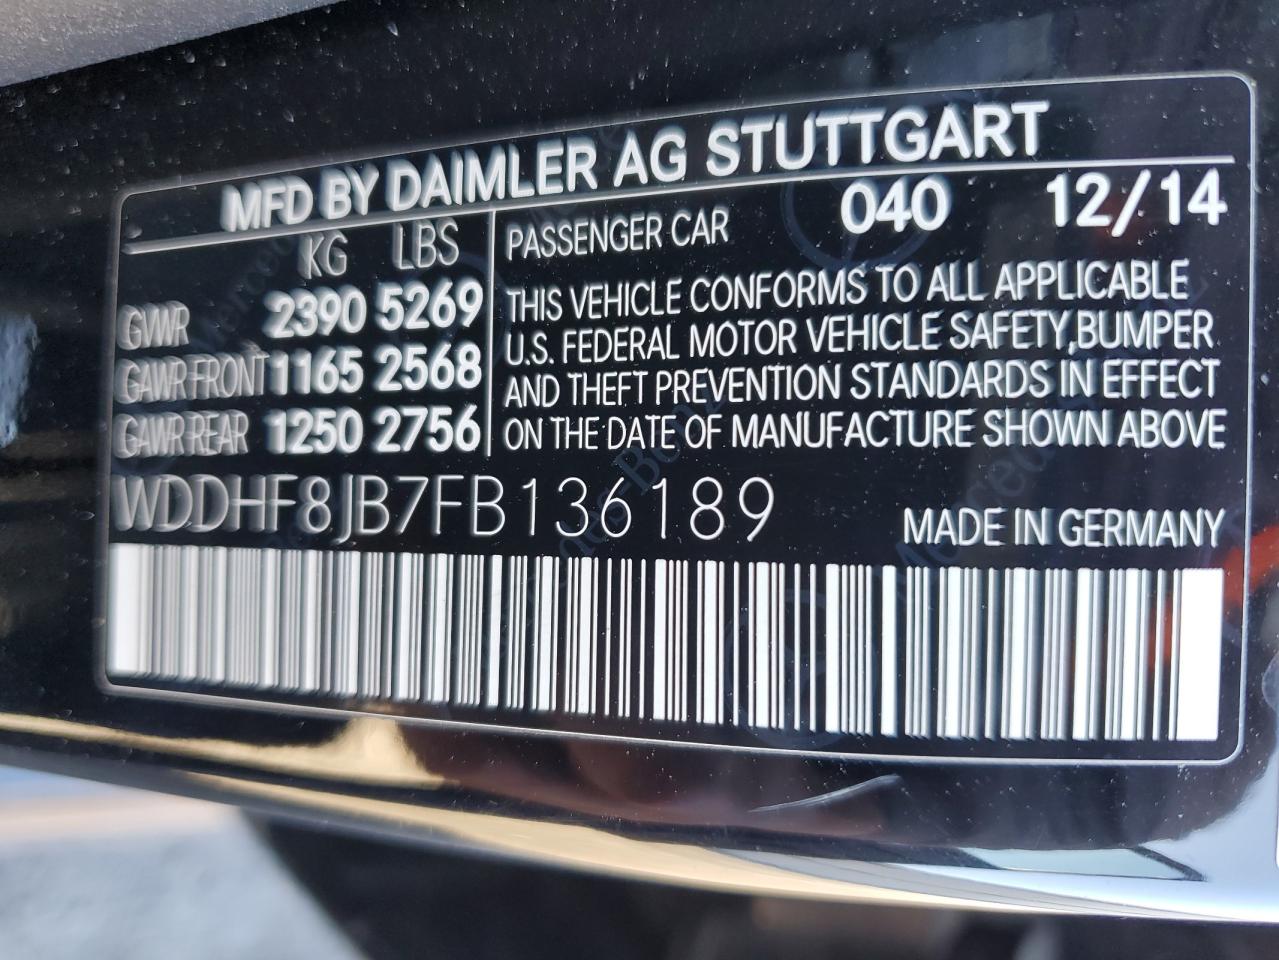 MFD BY DAIMLER AG STUTTGART
KG LBS
GVWR 2390 5269
GAWR FRONT 1165 2568
GAWR REAR 1250 2756
PASSENGER CAR 040 12/14
THIS VEHICLE CONFORMS TO ALL APPLICABLE
U.S. FEDERAL MOTOR VEHICLE SAFETY,BUMPER
AND THEFT PREVENTION STANDARDS IN EFFECT
ON THE DATE OF MANUFACTURE SHOWN ABOVE
WDDHF8JB7FB136189
MADE IN GERMANY